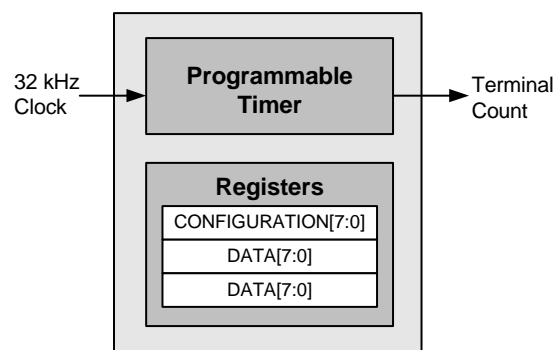 32 kHz
Clock
Programmable
Timer
Terminal
Count
Registers
CONFIGURATION[7:0]
DATA[7:0]
DATA[7:0]